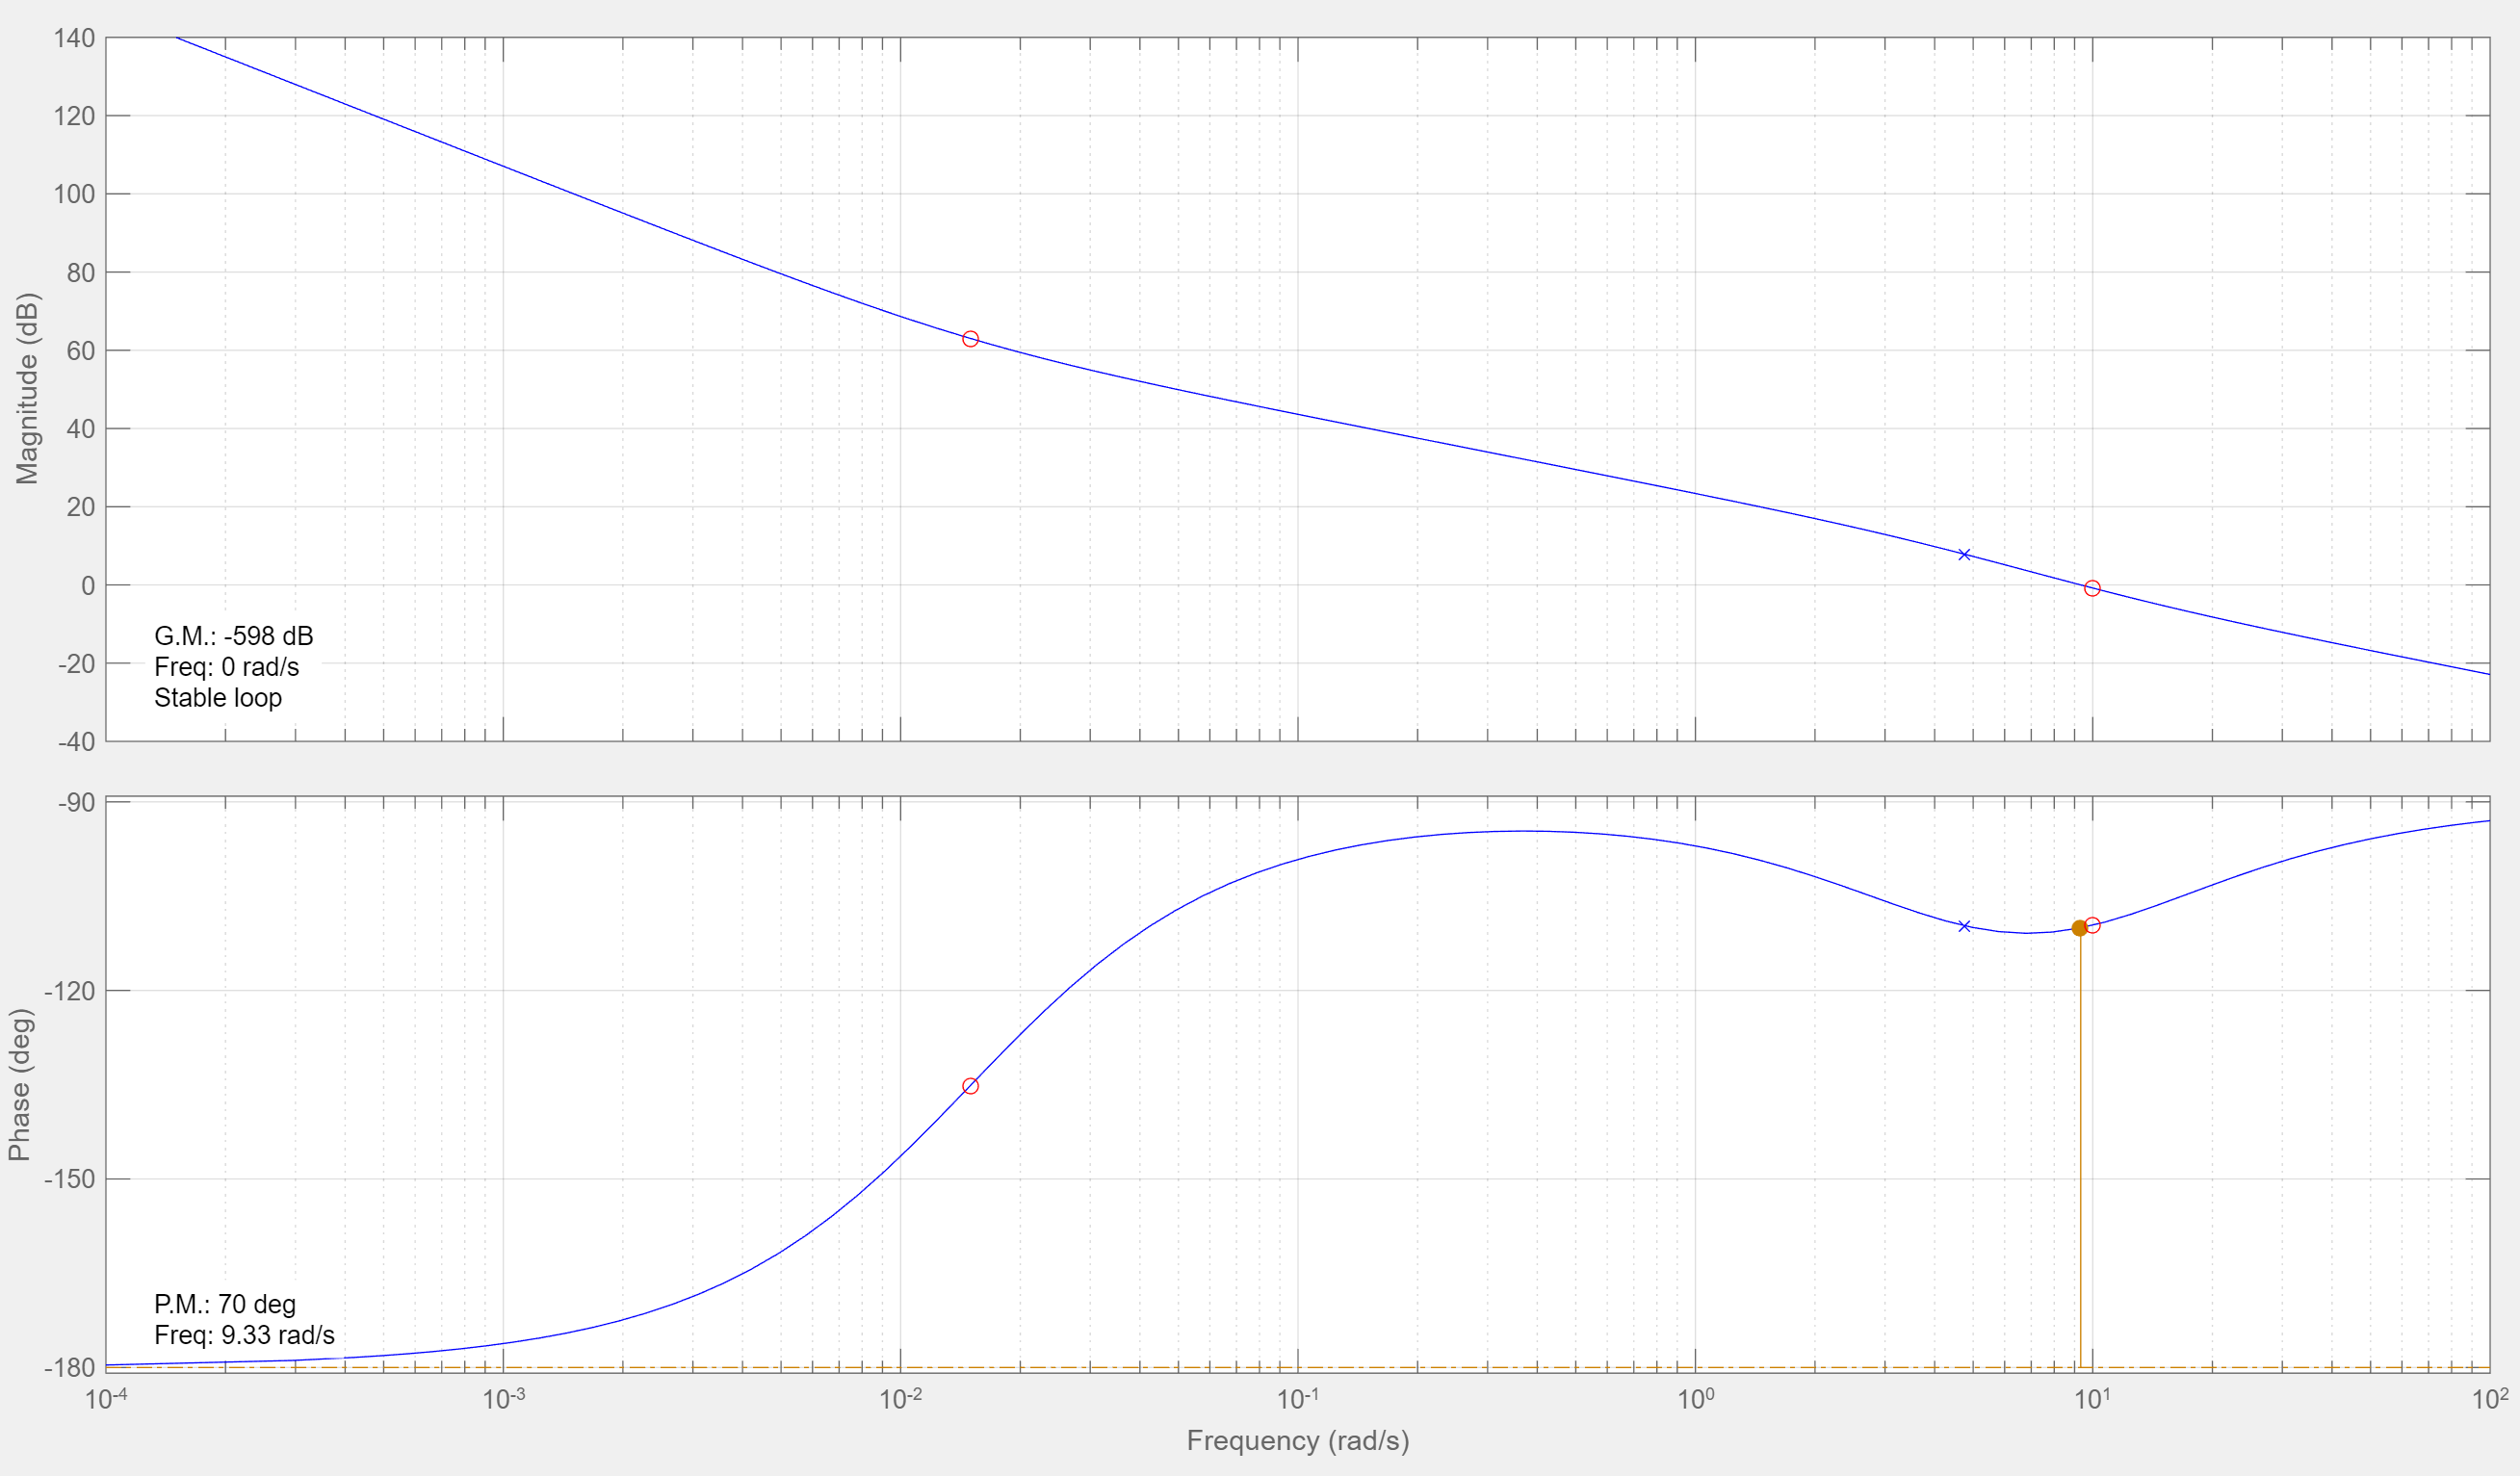 140
120
100
80
60
40
20
0
-20
-40
Magnitude (dB)
G.M.: -598 dB
Freq: 0 rad/s
Stable loop
-90
-120
-150
-180
Phase (deg)
P.M.: 70 deg
Freq: 9.33 rad/s
10-4 10-3 10-2 10-1 100 101 102
Frequency (rad/s)